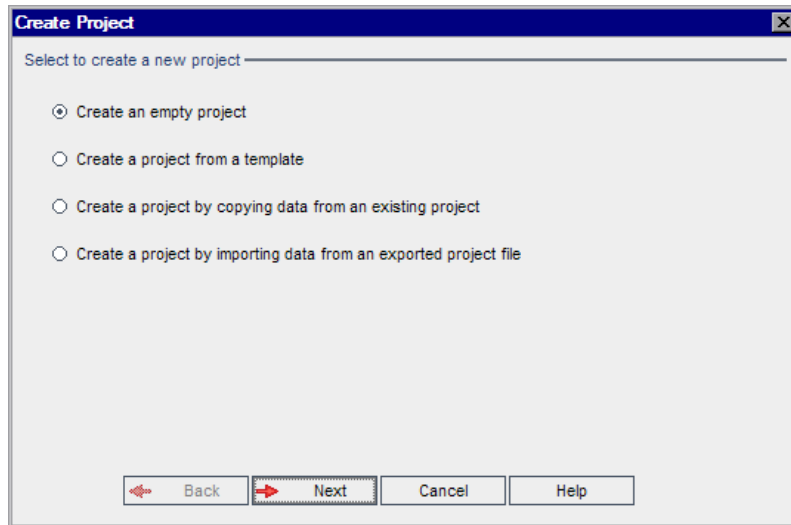 Create Project
Select to create a new project
Create an empty project
Create a project from a template
Create a project by copying data from an existing project
Create a project by importing data from an exported project file
Back Next Cancel Help